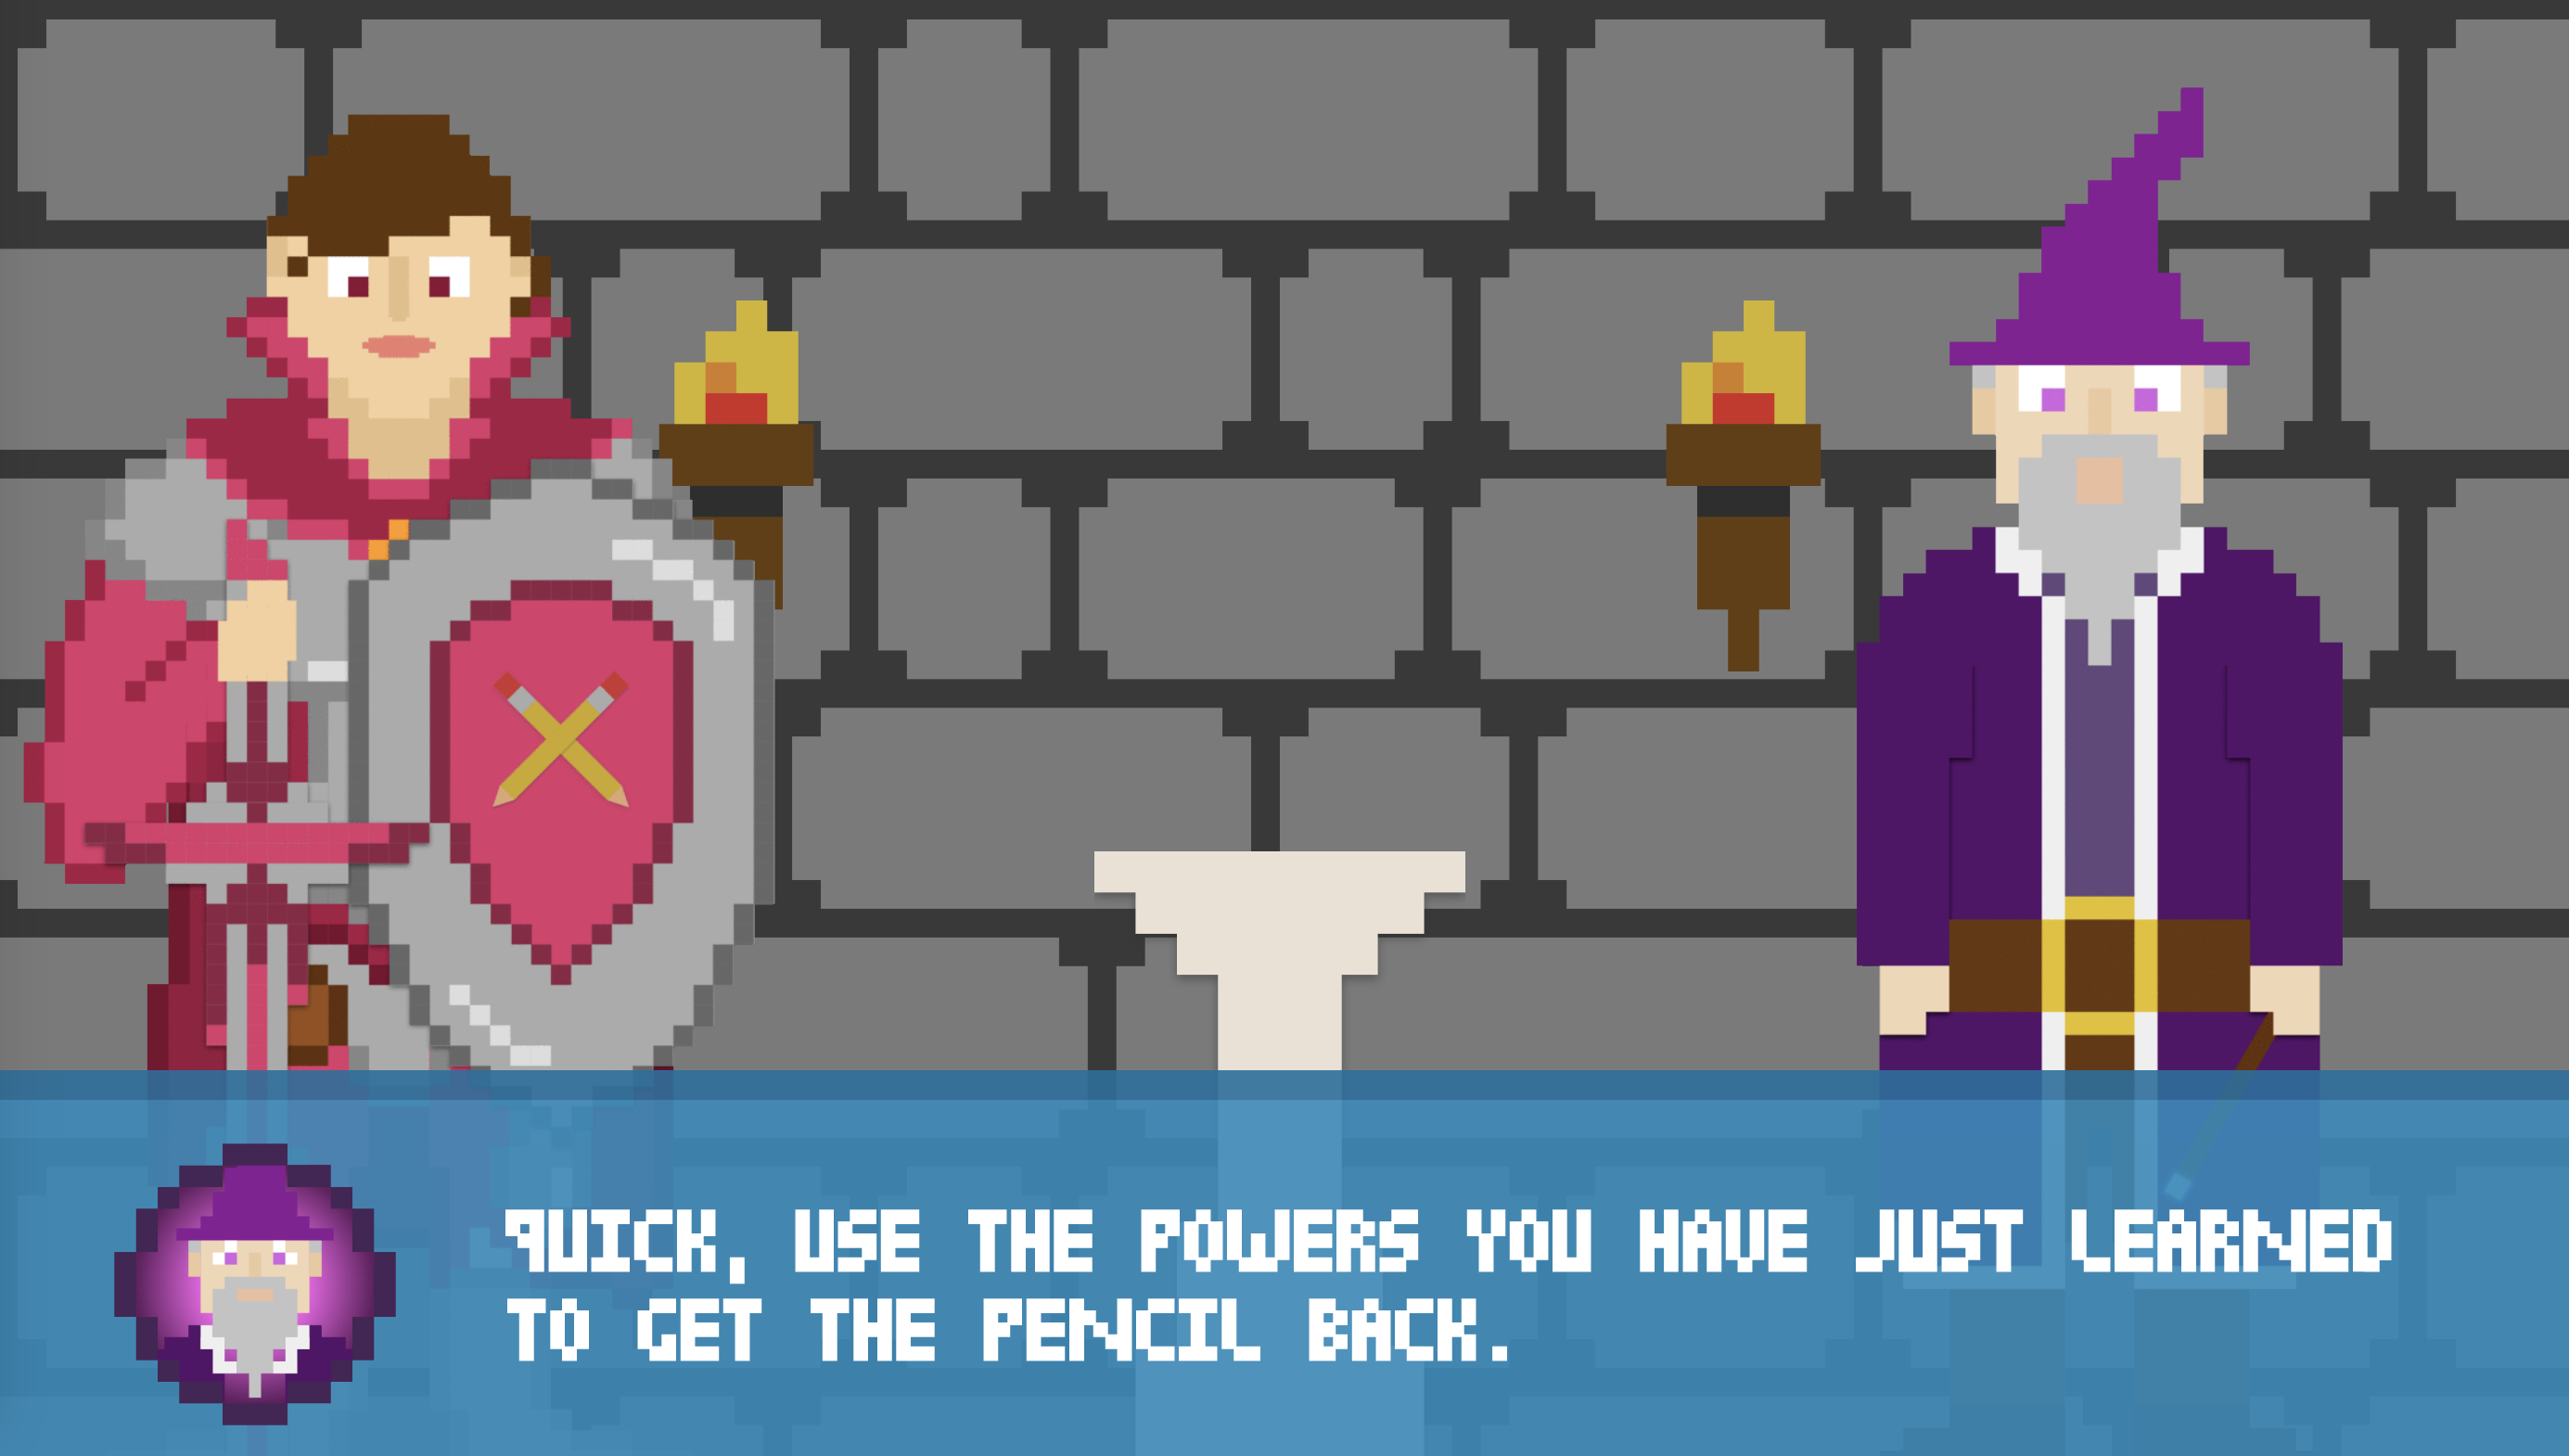 QUICK, USE THE POWERS YOU HAVE JUST LEARNED
TO GET THE PENCIL BACK.